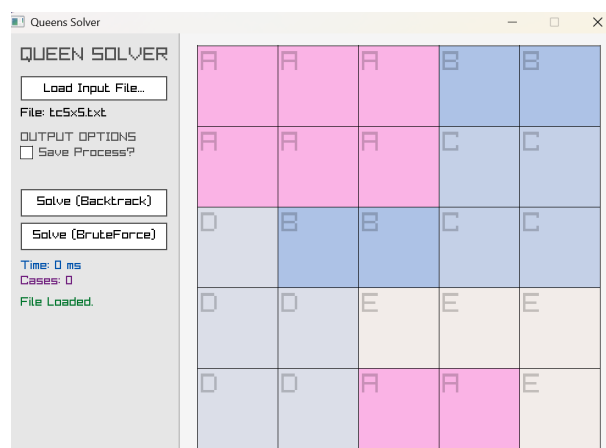 Queens Solver
QUEEN SOLVER
Load Input File...
File: tc5x5.txt
OUTPUT OPTIONS
Save Process?
Solve (Backtrack)
Solve (BruteForce)
Time: 0 ms
Cases: 0
File Loaded.
A A A B B
A A A C C
D B B C C
D D E E E
D D A A E